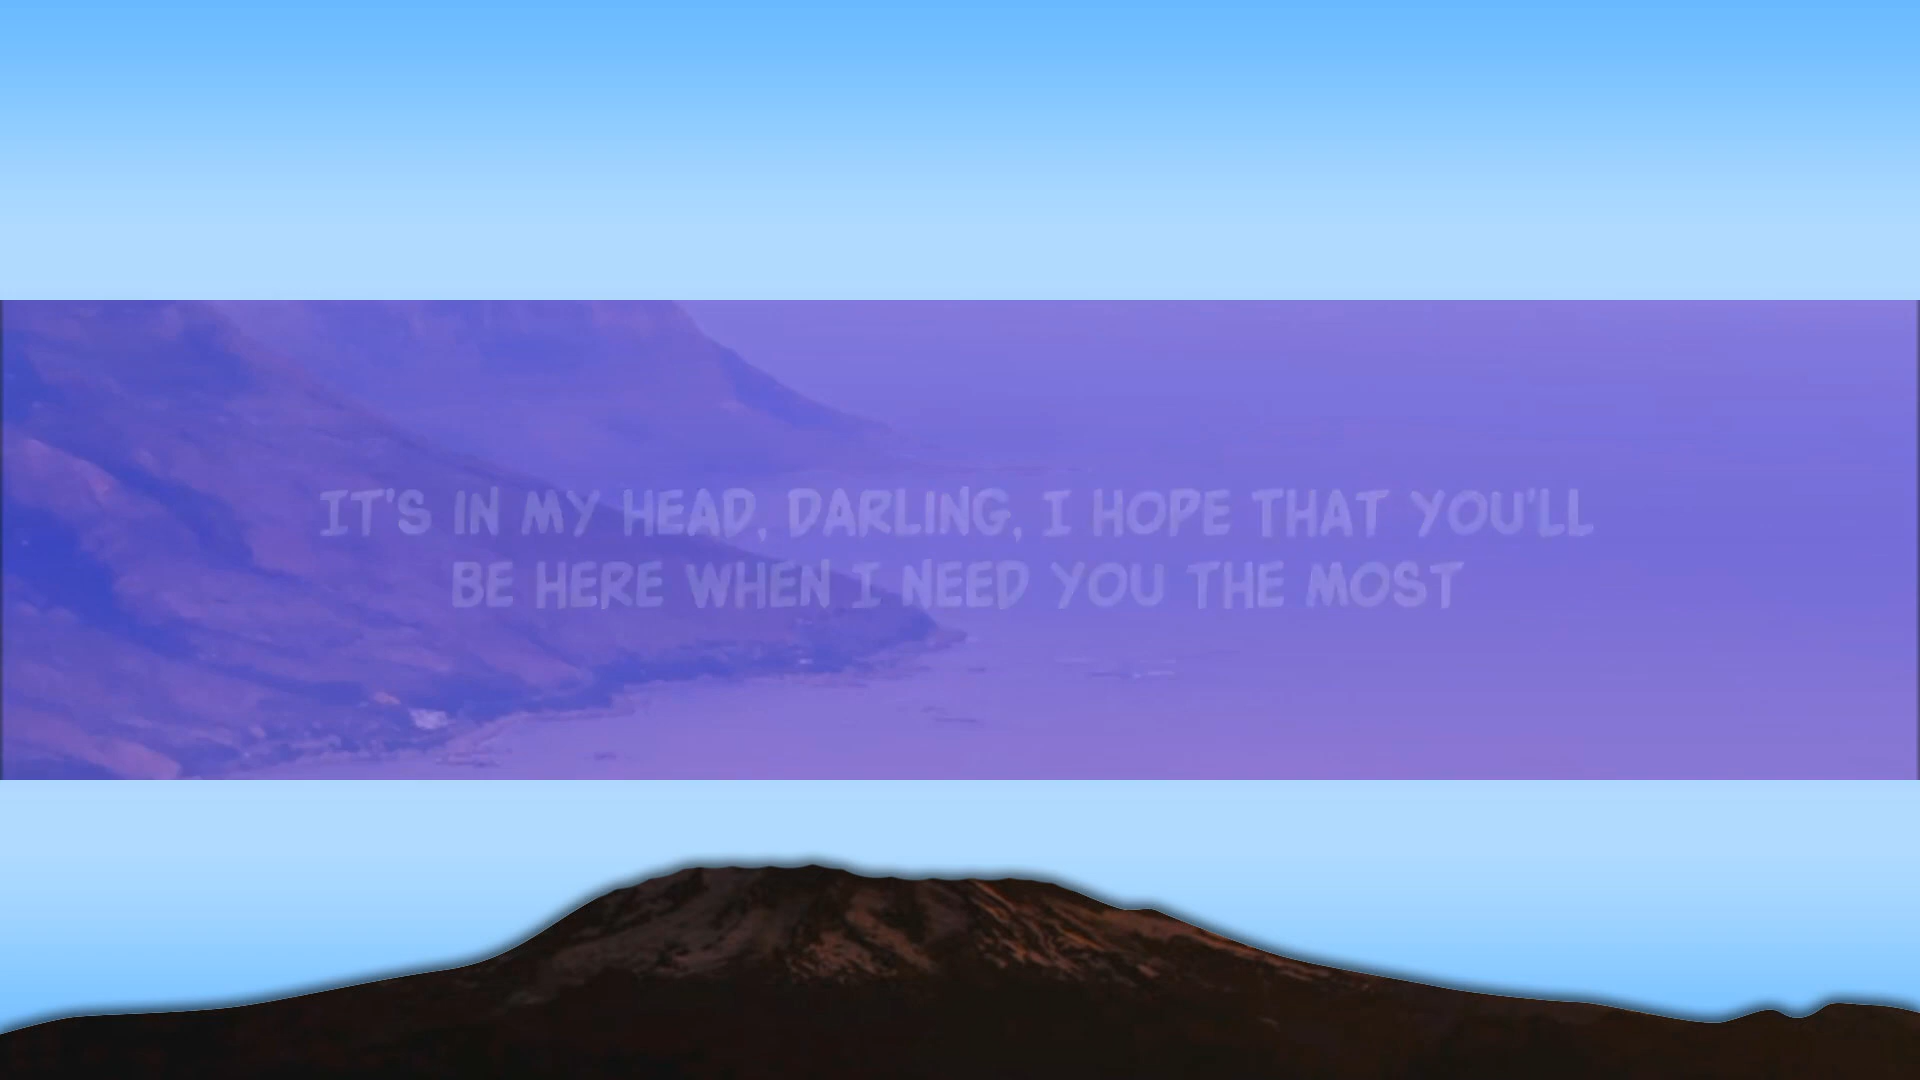 IT'S IN MY HEAD, DARLING, I HOPE THAT YOU'LL
BE HERE WHEN I NEED YOU THE MOST